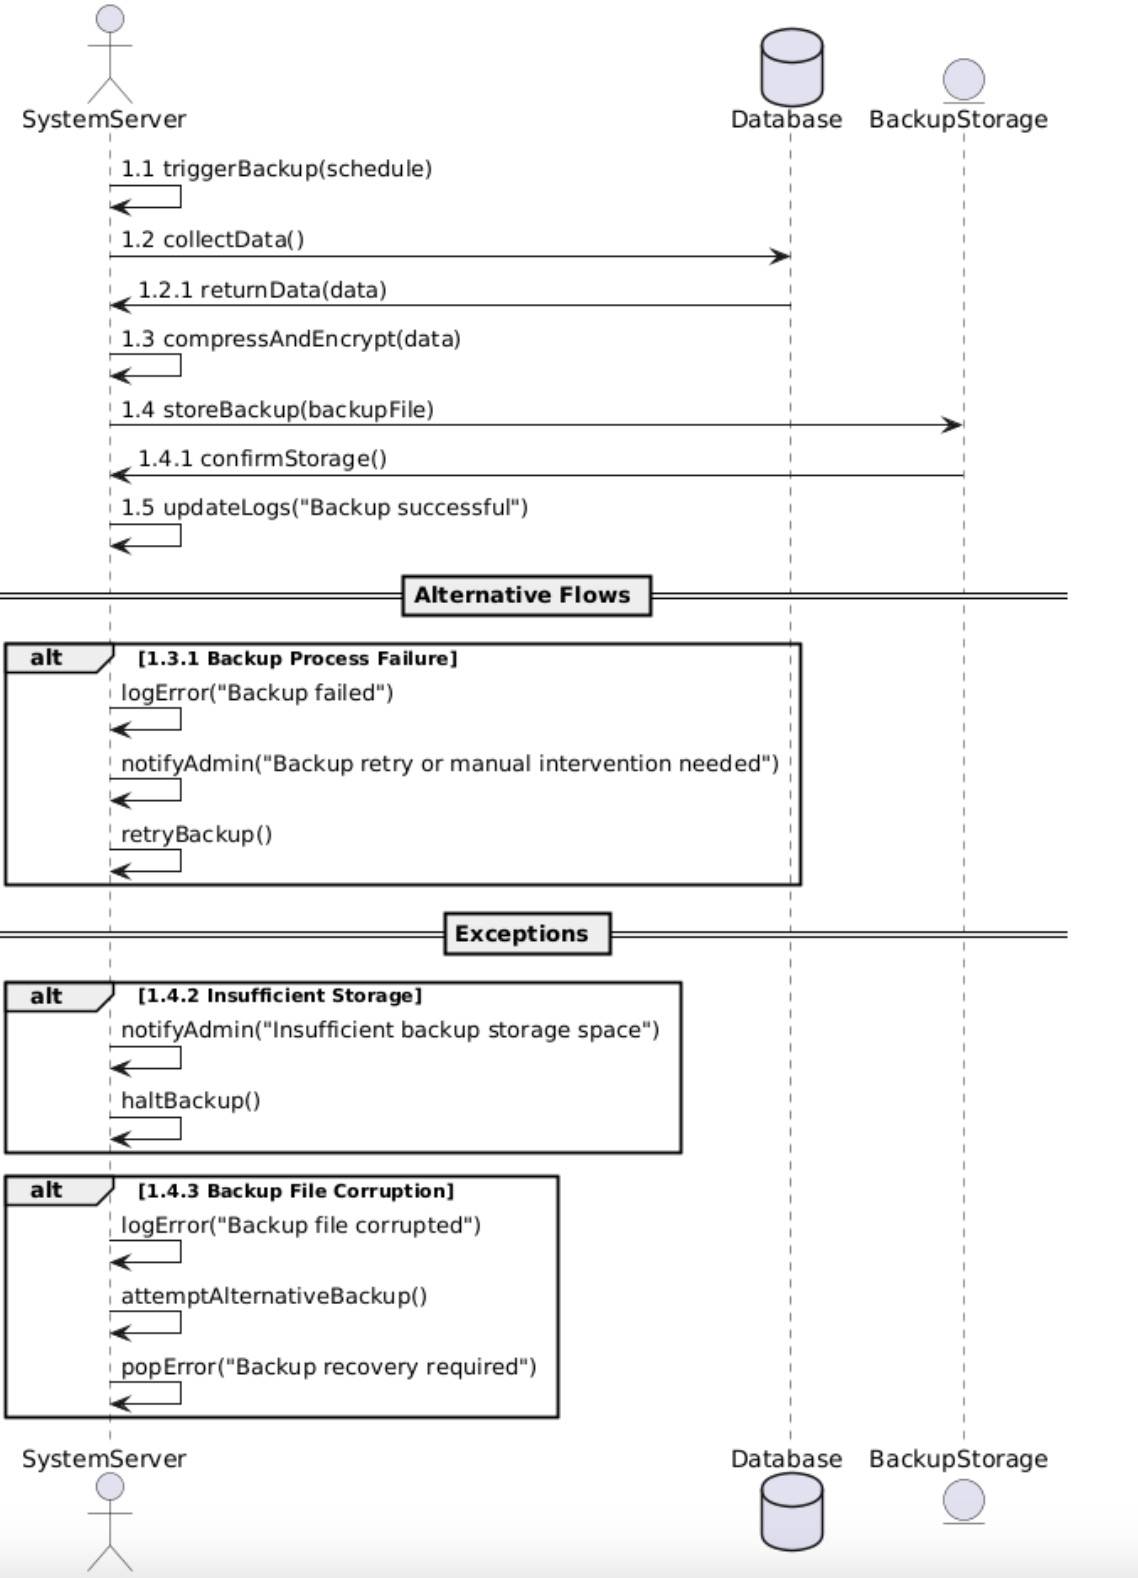 SystemServer
Database
BackupStorage
1.1 triggerBackup(schedule)
1.2 collectData()
1.2.1 returnData(data)
1.3 compressAndEncrypt(data)
1.4 storeBackup(backupFile)
1.4.1 confirmStorage()
1.5 updateLogs("Backup successful")
Alternative Flows
alt [1.3.1 Backup Process Failure]
logError("Backup failed")
notifyAdmin("Backup retry or manual intervention needed")
retryBackup()
Exceptions
alt [1.4.2 Insufficient Storage]
notifyAdmin("Insufficient backup storage space")
haltBackup()
alt [1.4.3 Backup File Corruption]
logError("Backup file corrupted")
attemptAlternativeBackup()
popError("Backup recovery required")
SystemServer
Database
BackupStorage